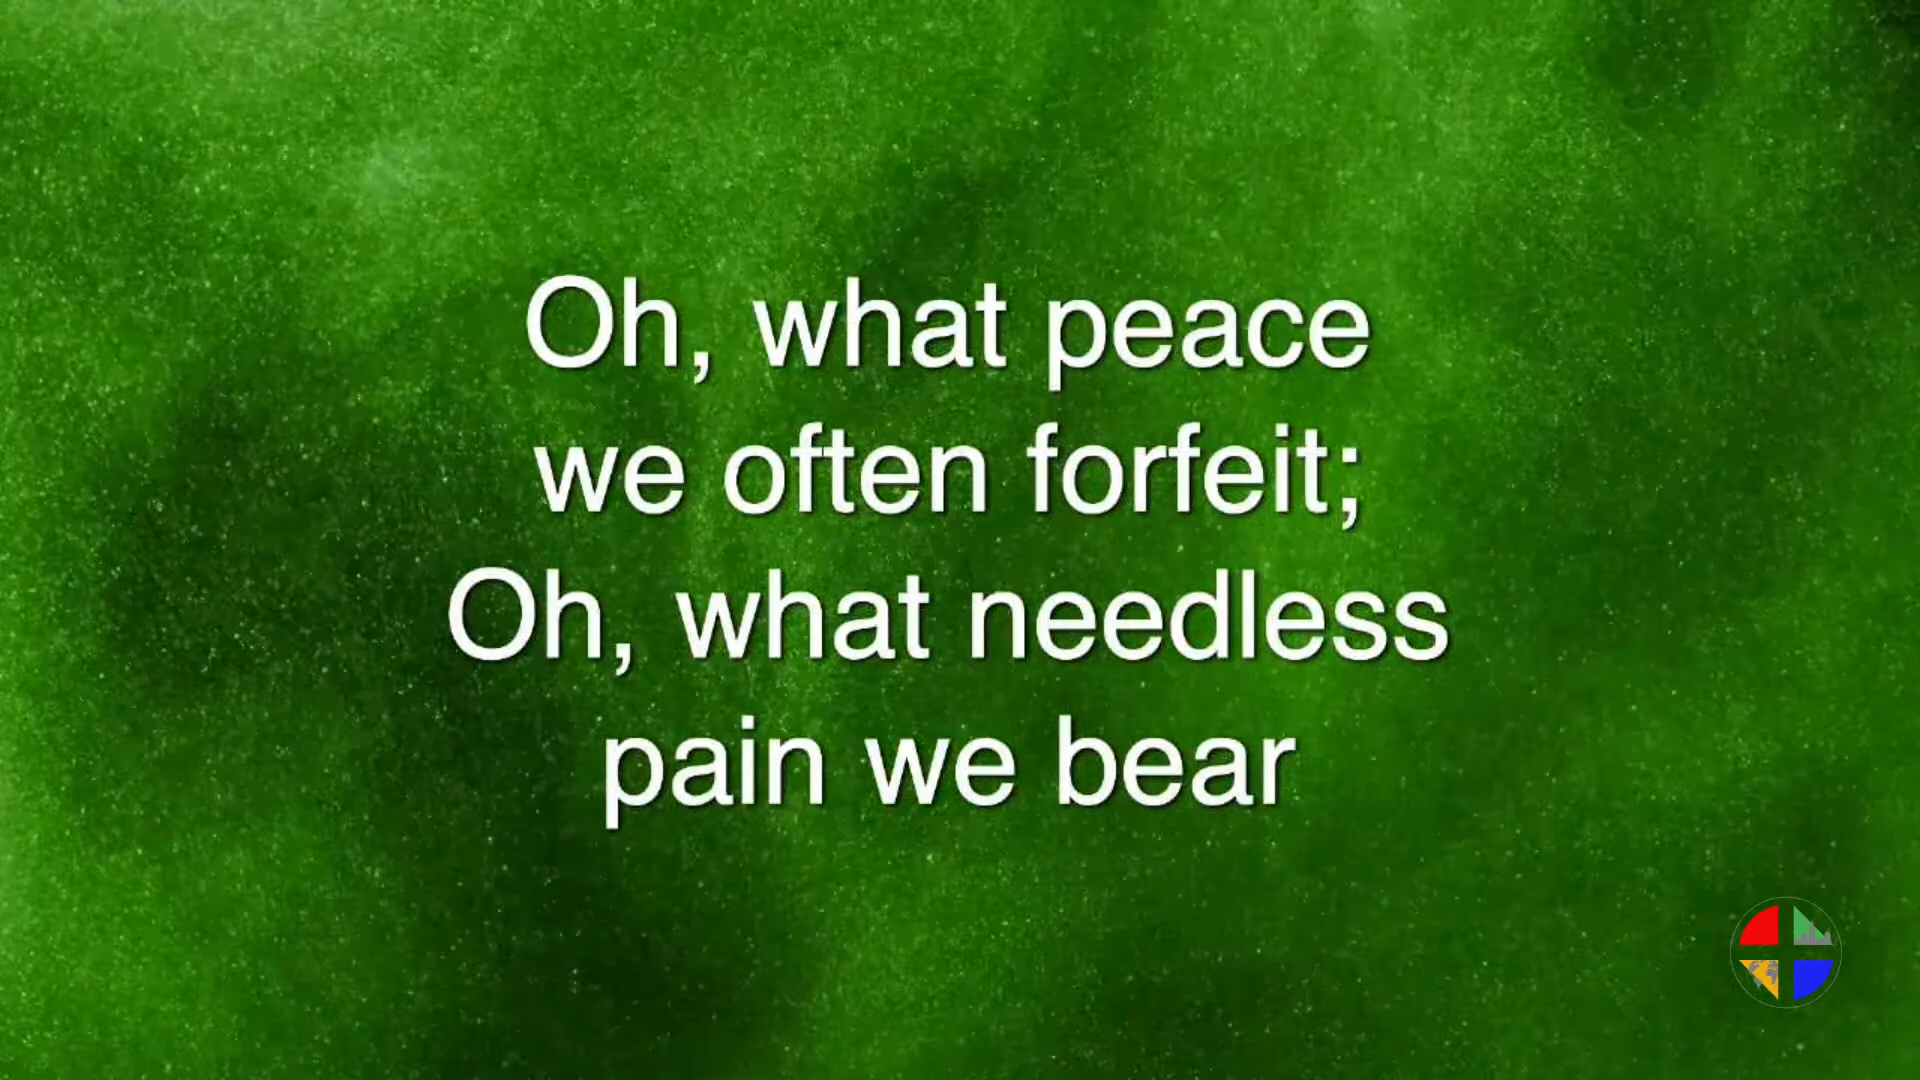 Oh, what peace
we often forfeit;
Oh, what needless
pain we bear